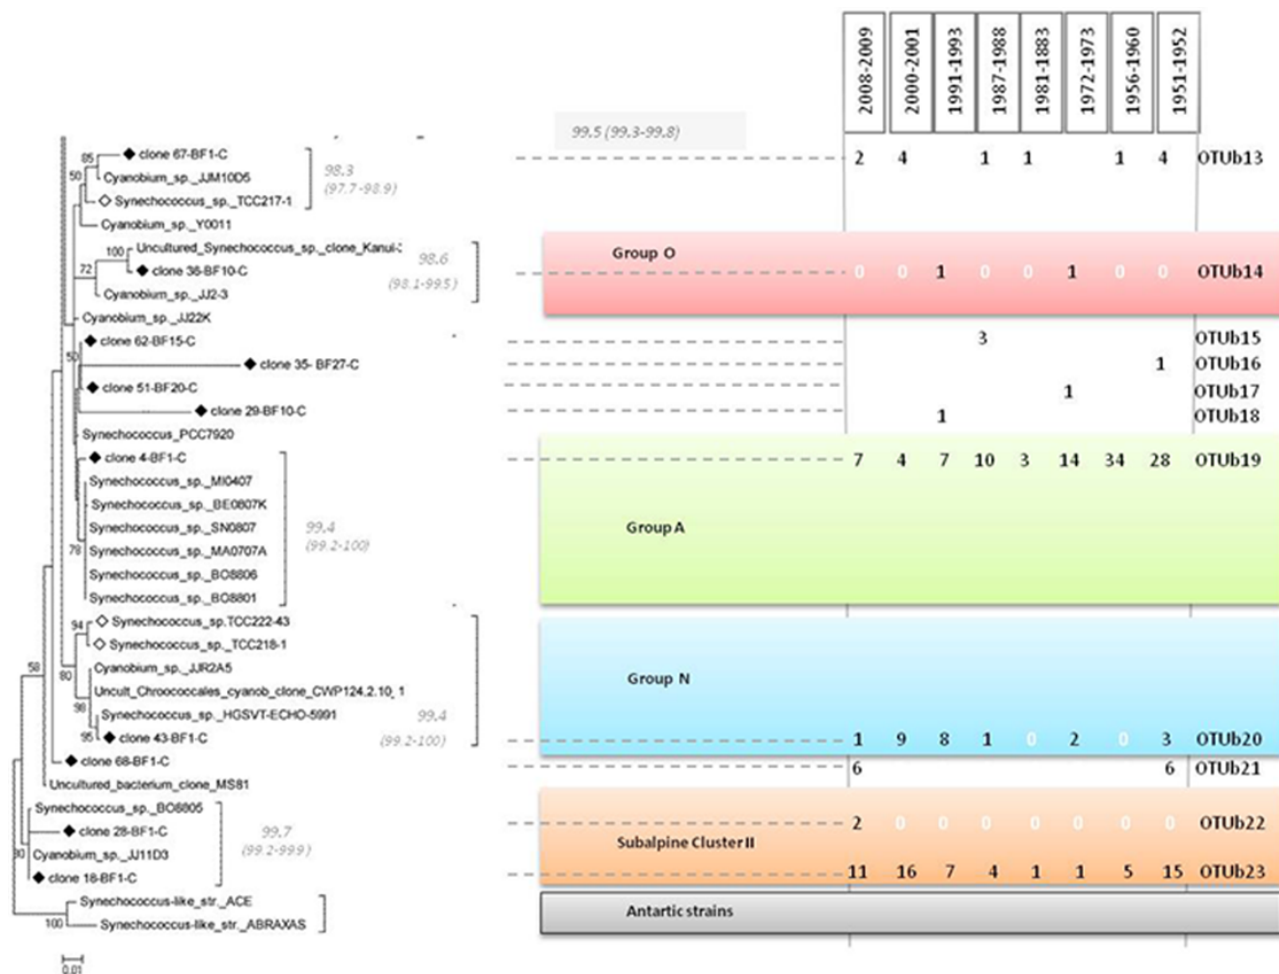 2008-2009
2000-2001
1991-1993
1987-1988
1981-1883
1972-1973
1956-1960
1951-1952
99.5 (99.3-99.8)
clone 67-BF1-C
2 4 1 1 1 4 OTUb13
85
98.3
(97.7-98.9)
Cyanobium_sp._JJM10D5
50
Synechococcus_sp._TCC217-1
Cyanobium_sp._Y0011
Uncultured_Synechococcus_sp._clone_Kanui-
100
98.6
(98.1-99.5)
Group O
72
clone 36-BF10-C
0 0 1 0 0 1 0 0 OTUb14
Cyanobium_sp._JJ2-3
Cyanobium_sp._JJ22K
clone 62-BF15-C
3 OTUb15
50
clone 35- BF27-C
1 OTUb16
clone 51-BF20-C
1 OTUb17
clone 29-BF10-C
1 OTUb18
Synechococcus_PCC7920
clone 4-BF1-C
7 4 7 10 3 14 34 28 OTUb19
Synechococcus_sp._MI0407
Synechococcus_sp._BE0807K
Synechococcus_sp._SN0807
99.4
(99.2-100)
Group A
78
Synechococcus_sp._MA0707A
Synechococcus_sp._BO8806
Synechococcus_sp._BO8801
94
Synechococcus_sp.TCC222-43
Synechococcus_sp._TCC218-1
58
80
Cyanobium_sp._JJR2A5
Group N
Uncult_Chroococcales_cyanob_clone_CWP124.2.10_1
98
Synechococcus_sp._HGSVT-ECHO-5991
99.4
(99.2-100)
95
clone 43-BF1-C
1 9 8 1 0 2 0 3 OTUb20
clone 68-BF1-C
6 6 OTUb21
Uncultured_bacterium_clone_MS81
Synechococcus_sp._BO8805
clone 28-BF1-C
99.7
(99.2-99.9)
2 0 0 0 0 0 0 0 OTUb22
Subalpine Cluster II
Cyanobium_sp._JJ11D3
clone 18-BF1-C
11 16 7 4 1 1 5 15 OTUb23
Synechococcus-like_str._ACE
Antartic strains
100
Synechococcus-like_str._ABRAXAS
0.01